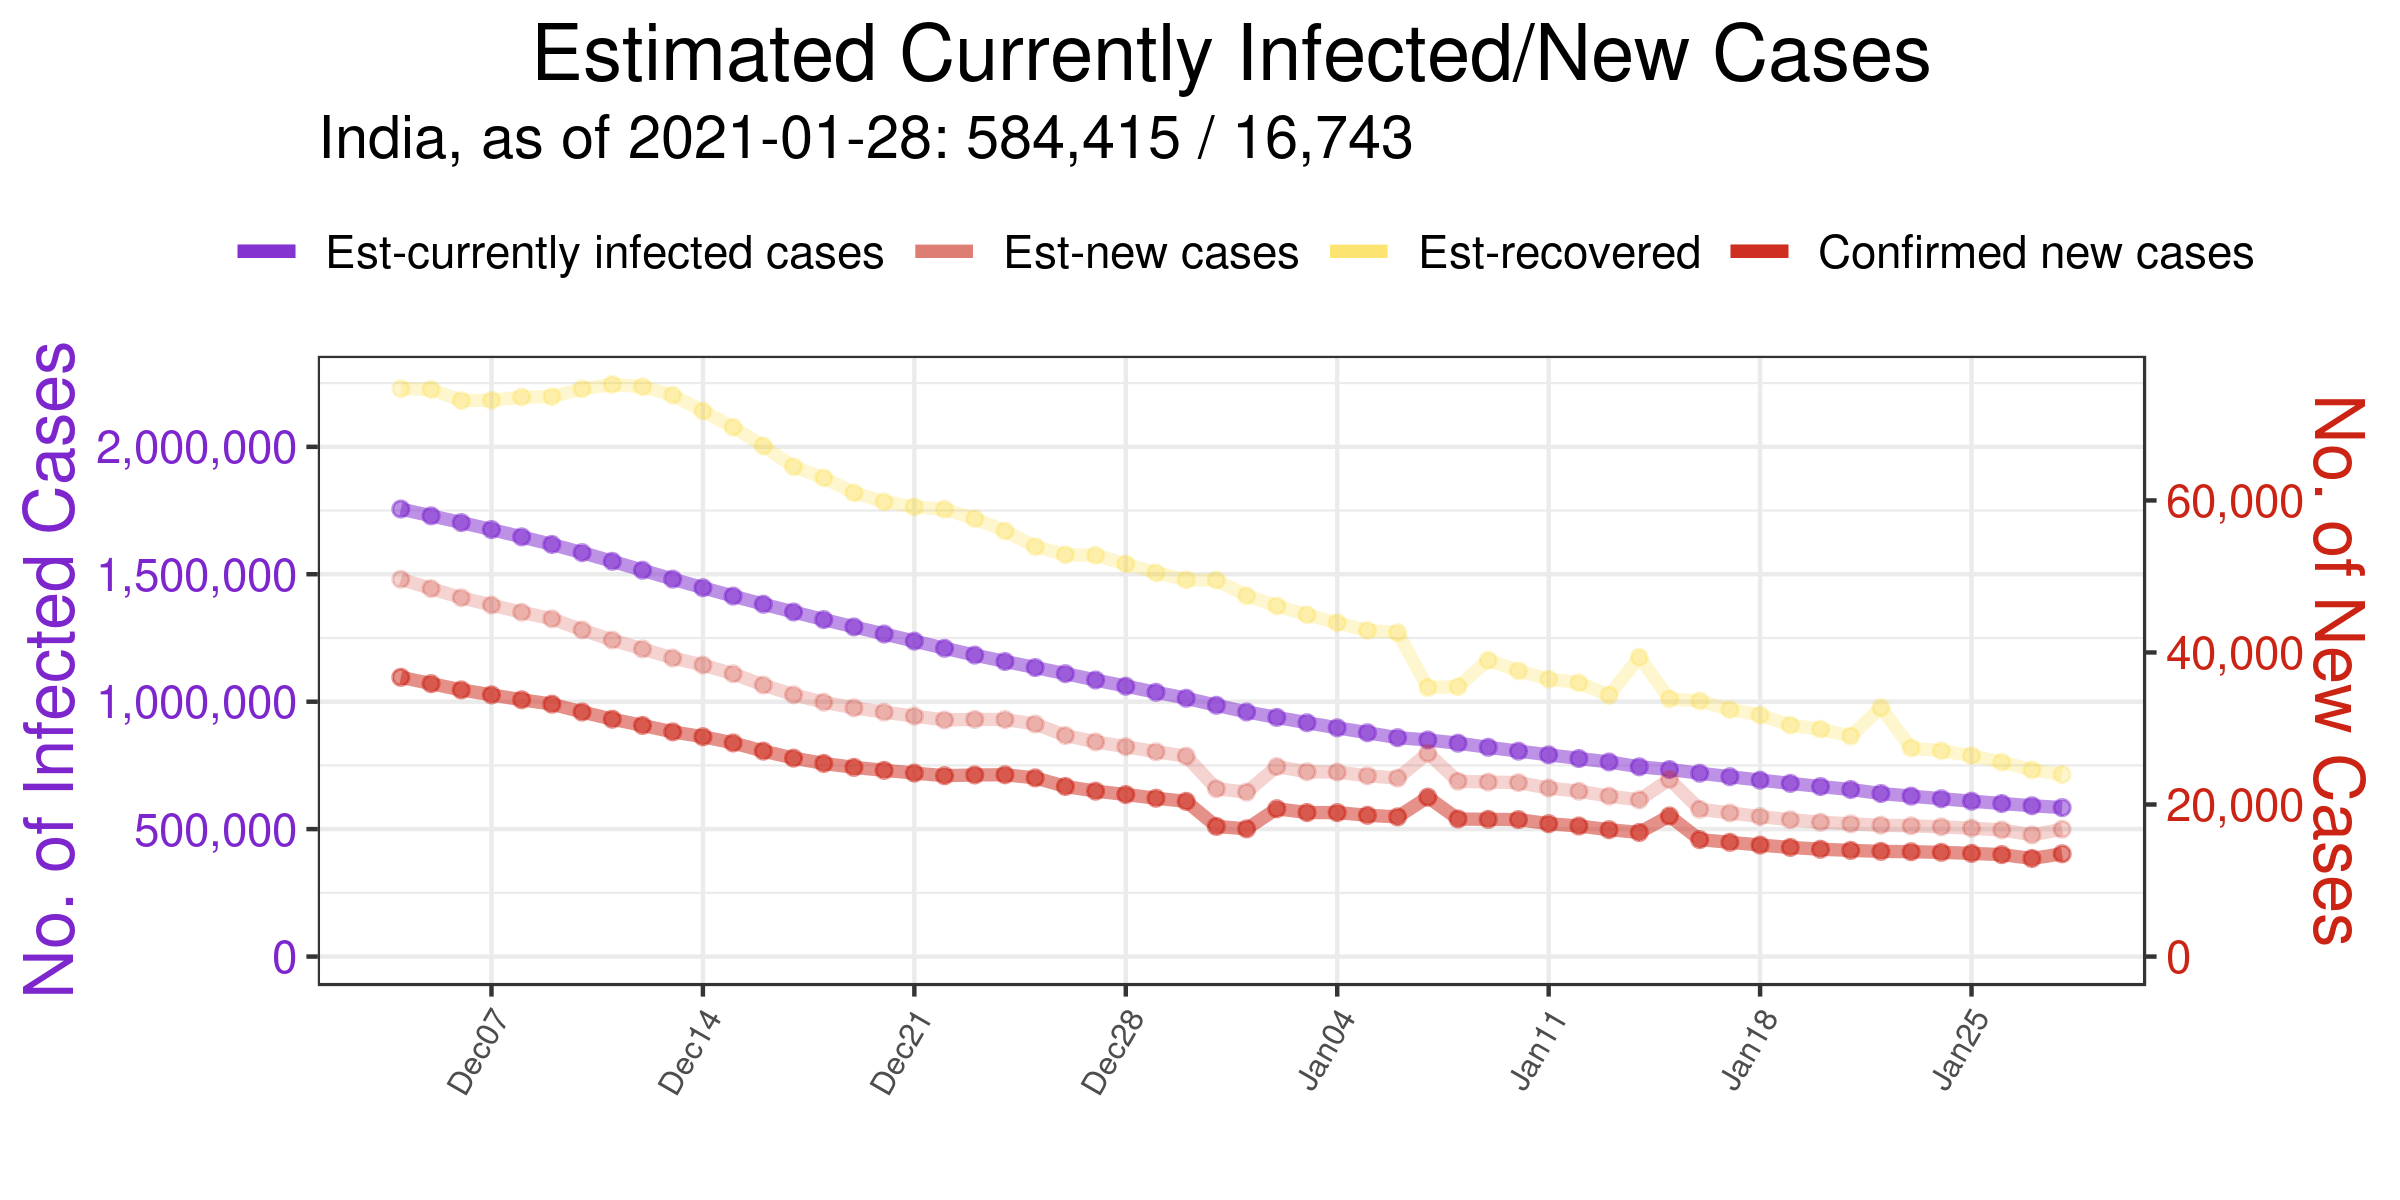 Estimated Currently Infected/New Cases
India, as of 2021-01-28: 584,415 / 16,743
Est-currently infected cases Est-new cases Est-recovered Confirmed new cases
No. of Infected Cases
2,000,000
1,500,000
1,000,000
500,000
0
60,000
40,000
20,000
0
No. of New Cases
Dec07 Dec14 Dec21 Dec28 Jan04 Jan11 Jan18 Jan25